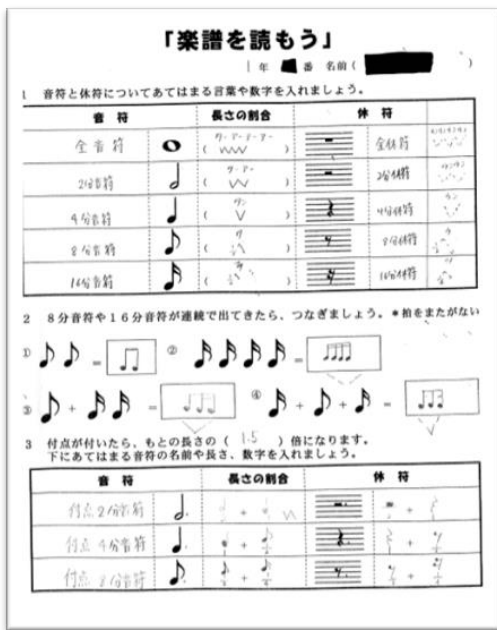 「楽譜を読もう」
1年 番 名前( )
1 音符と休符についてあてはまる言葉や数字を入れましょう。
音 符 長さの割合 休 符
全音符 ( ) 全休符
2分音符 ( ) 2分休符
4分音符 ( ) 4分休符
8分音符 ( ) 8分休符
16分音符 ( ) 16分休符
2 8分音符や16分音符が連続で出てきたら、つなぎましょう。*拍をまたがない
① = ② =
③ + = ④ + + =
3 付点が付いたら、もとの長さの( 1.5 )倍になります。
下にあてはまる音符の名前や長さ、数字を入れましょう。
音 符 長さの割合 休 符
付点2分音符 + +
付点4分音符 + +
付点8分音符 + +